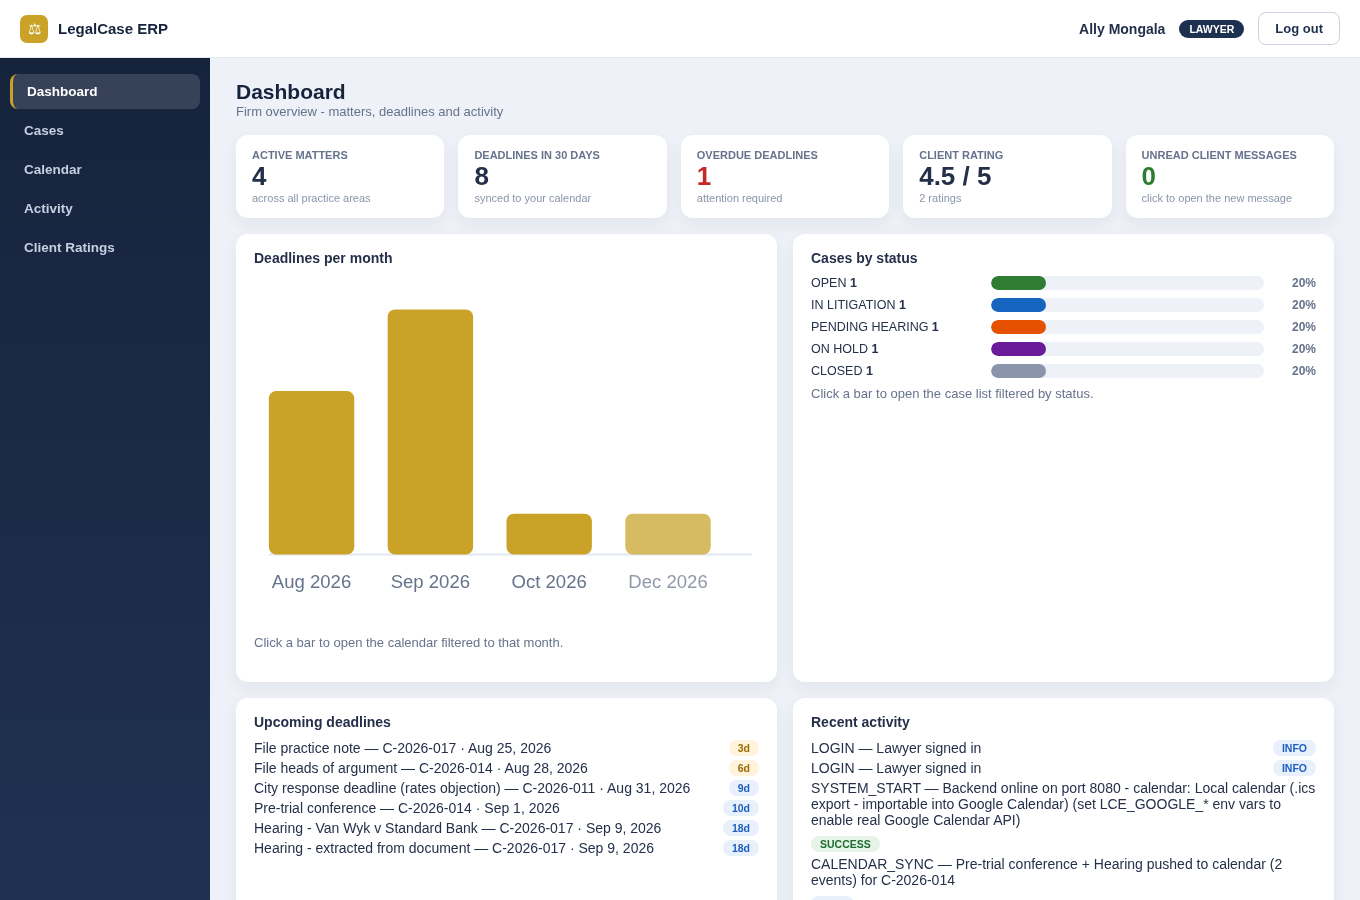 LegalCase ERP
Ally Mongala
LAWYER
Log out
Dashboard
Cases
Calendar
Activity
Client Ratings
Dashboard
Firm overview - matters, deadlines and activity
ACTIVE MATTERS
4
across all practice areas
DEADLINES IN 30 DAYS
8
synced to your calendar
OVERDUE DEADLINES
1
attention required
CLIENT RATING
4.5 / 5
2 ratings
UNREAD CLIENT MESSAGES
0
click to open the new message
Deadlines per month
Aug 2026
Sep 2026
Oct 2026
Dec 2026
Click a bar to open the calendar filtered to that month.
Cases by status
OPEN 1
20%
IN LITIGATION 1
20%
PENDING HEARING 1
20%
ON HOLD 1
20%
CLOSED 1
20%
Click a bar to open the case list filtered by status.
Upcoming deadlines
File practice note — C-2026-017 · Aug 25, 2026
3d
File heads of argument — C-2026-014 · Aug 28, 2026
6d
City response deadline (rates objection) — C-2026-011 · Aug 31, 2026
9d
Pre-trial conference — C-2026-014 · Sep 1, 2026
10d
Hearing - Van Wyk v Standard Bank — C-2026-017 · Sep 9, 2026
18d
Hearing - extracted from document — C-2026-017 · Sep 9, 2026
18d
Recent activity
LOGIN — Lawyer signed in
INFO
LOGIN — Lawyer signed in
INFO
SYSTEM_START — Backend online on port 8080 - calendar: Local calendar (.ics
export - importable into Google Calendar) (set LCE_GOOGLE_* env vars to
enable real Google Calendar API)
SUCCESS
CALENDAR_SYNC — Pre-trial conference + Hearing pushed to calendar (2
events) for C-2026-014